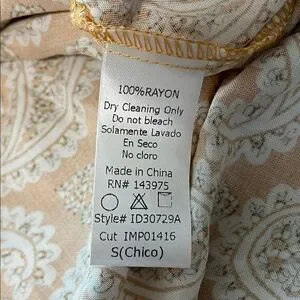 100%RAYON
Dry Cleaning Only
Do not bleach
Solamente Lavado
En Seco
No cloro
Made in China
RN# 143975
Style# ID30729A
Cut IMP01416
S(Chico)